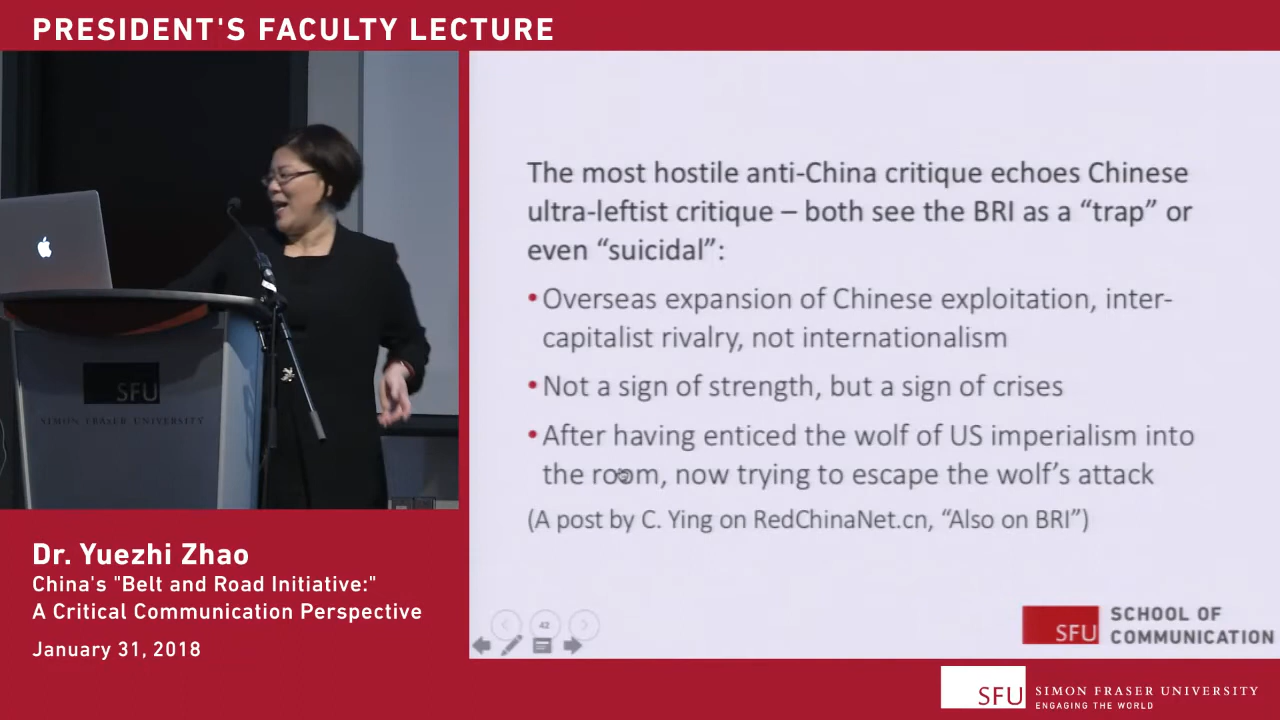 PRESIDENT'S FACULTY LECTURE
SFU
SIMON FRASER UNIVERSITY
The most hostile anti-China critique echoes Chinese
ultra-leftist critique – both see the BRI as a “trap” or
even “suicidal”:
•Overseas expansion of Chinese exploitation, inter-
capitalist rivalry, not internationalism
•Not a sign of strength, but a sign of crises
•After having enticed the wolf of US imperialism into
the room, now trying to escape the wolf’s attack
(A post by C. Ying on RedChinaNet.cn, “Also on BRI”)
42
SFU
SCHOOL OF
COMMUNICATION
Dr. Yuezhi Zhao
China's "Belt and Road Initiative:"
A Critical Communication Perspective
January 31, 2018
SFU
SIMON FRASER UNIVERSITY
ENGAGING THE WORLD